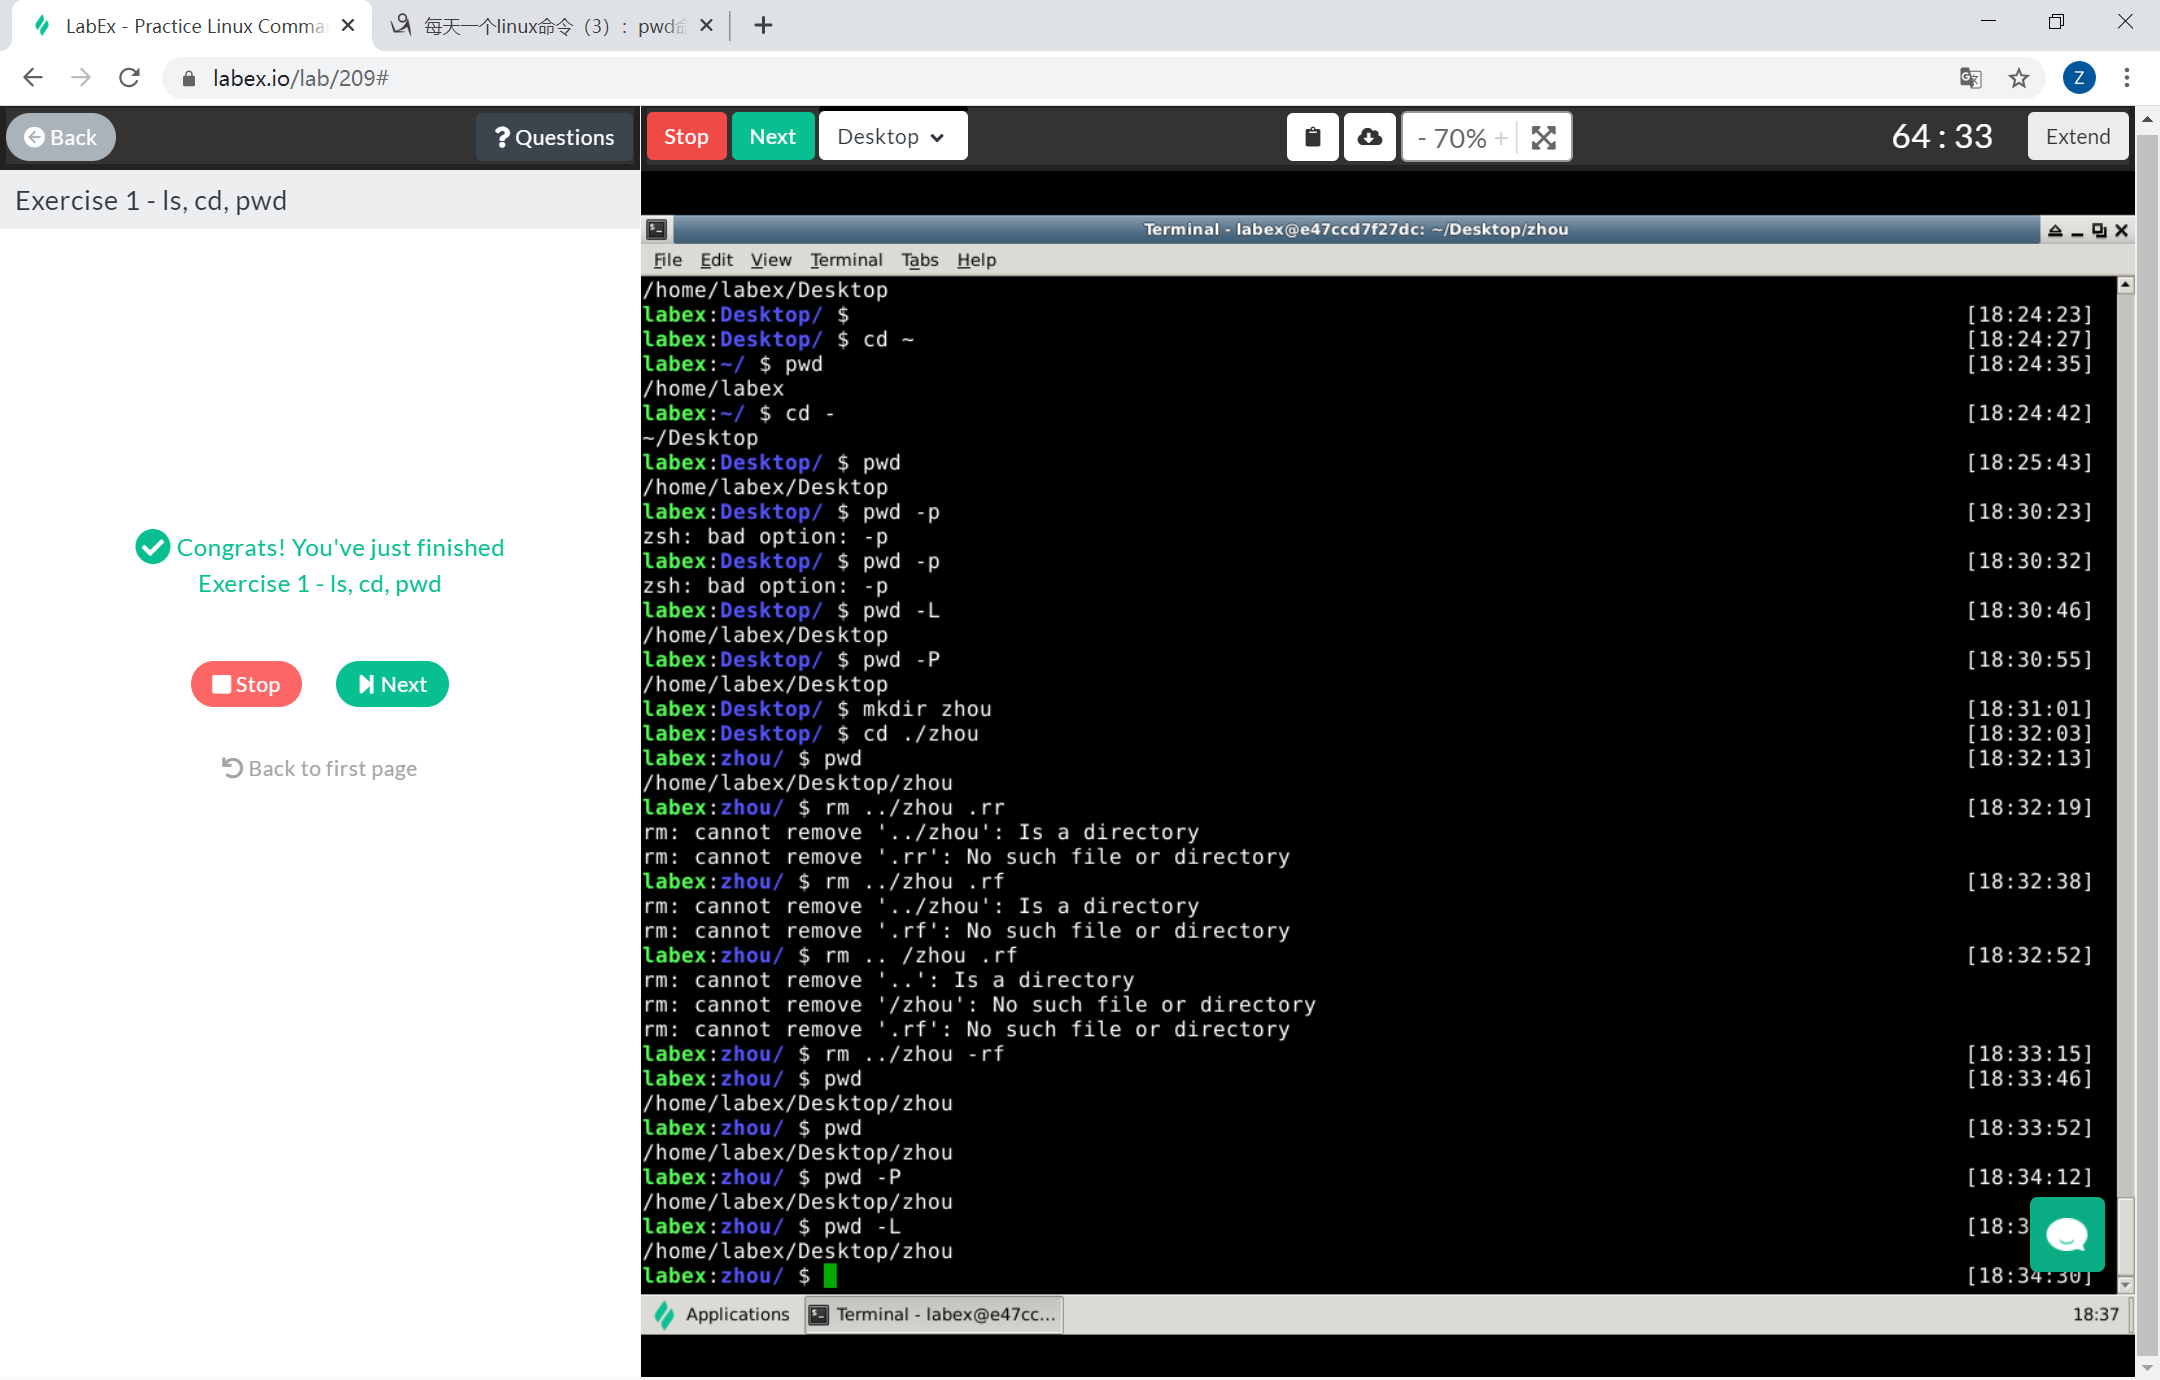 LabEx - Practice Linux Comma
每天一个linux命令（3）：pwd命
labex.io/lab/209#
Z
Back
? Questions
Stop
Next
Desktop
- 70% +
64 : 33
Extend
Exercise 1 - ls, cd, pwd
Congrats! You've just finished
Exercise 1 - ls, cd, pwd
Stop
Next
Back to first page
Terminal - labex@e47ccd7f27dc: ~/Desktop/zhou
File Edit View Terminal Tabs Help
/home/labex/Desktop
labex:Desktop/ $ [18:24:23]
labex:Desktop/ $ cd ~ [18:24:27]
labex:~/ $ pwd [18:24:35]
/home/labex
labex:~/ $ cd - [18:24:42]
~/Desktop
labex:Desktop/ $ pwd [18:25:43]
/home/labex/Desktop
labex:Desktop/ $ pwd -p [18:30:23]
zsh: bad option: -p
labex:Desktop/ $ pwd -p [18:30:32]
zsh: bad option: -p
labex:Desktop/ $ pwd -L [18:30:46]
/home/labex/Desktop
labex:Desktop/ $ pwd -P [18:30:55]
/home/labex/Desktop
labex:Desktop/ $ mkdir zhou [18:31:01]
labex:Desktop/ $ cd ./zhou [18:32:03]
labex:zhou/ $ pwd [18:32:13]
/home/labex/Desktop/zhou
labex:zhou/ $ rm ../zhou .rr [18:32:19]
rm: cannot remove '../zhou': Is a directory
rm: cannot remove '.rr': No such file or directory
labex:zhou/ $ rm ../zhou .rf [18:32:38]
rm: cannot remove '../zhou': Is a directory
rm: cannot remove '.rf': No such file or directory
labex:zhou/ $ rm .. /zhou .rf [18:32:52]
rm: cannot remove '..': Is a directory
rm: cannot remove '/zhou': No such file or directory
rm: cannot remove '.rf': No such file or directory
labex:zhou/ $ rm ../zhou -rf [18:33:15]
labex:zhou/ $ pwd [18:33:46]
/home/labex/Desktop/zhou
labex:zhou/ $ pwd [18:33:52]
/home/labex/Desktop/zhou
labex:zhou/ $ pwd -P [18:34:12]
/home/labex/Desktop/zhou
labex:zhou/ $ pwd -L [18:3
/home/labex/Desktop/zhou
labex:zhou/ $ [18:34:30]
Applications
Terminal - labex@e47cc...
18:37